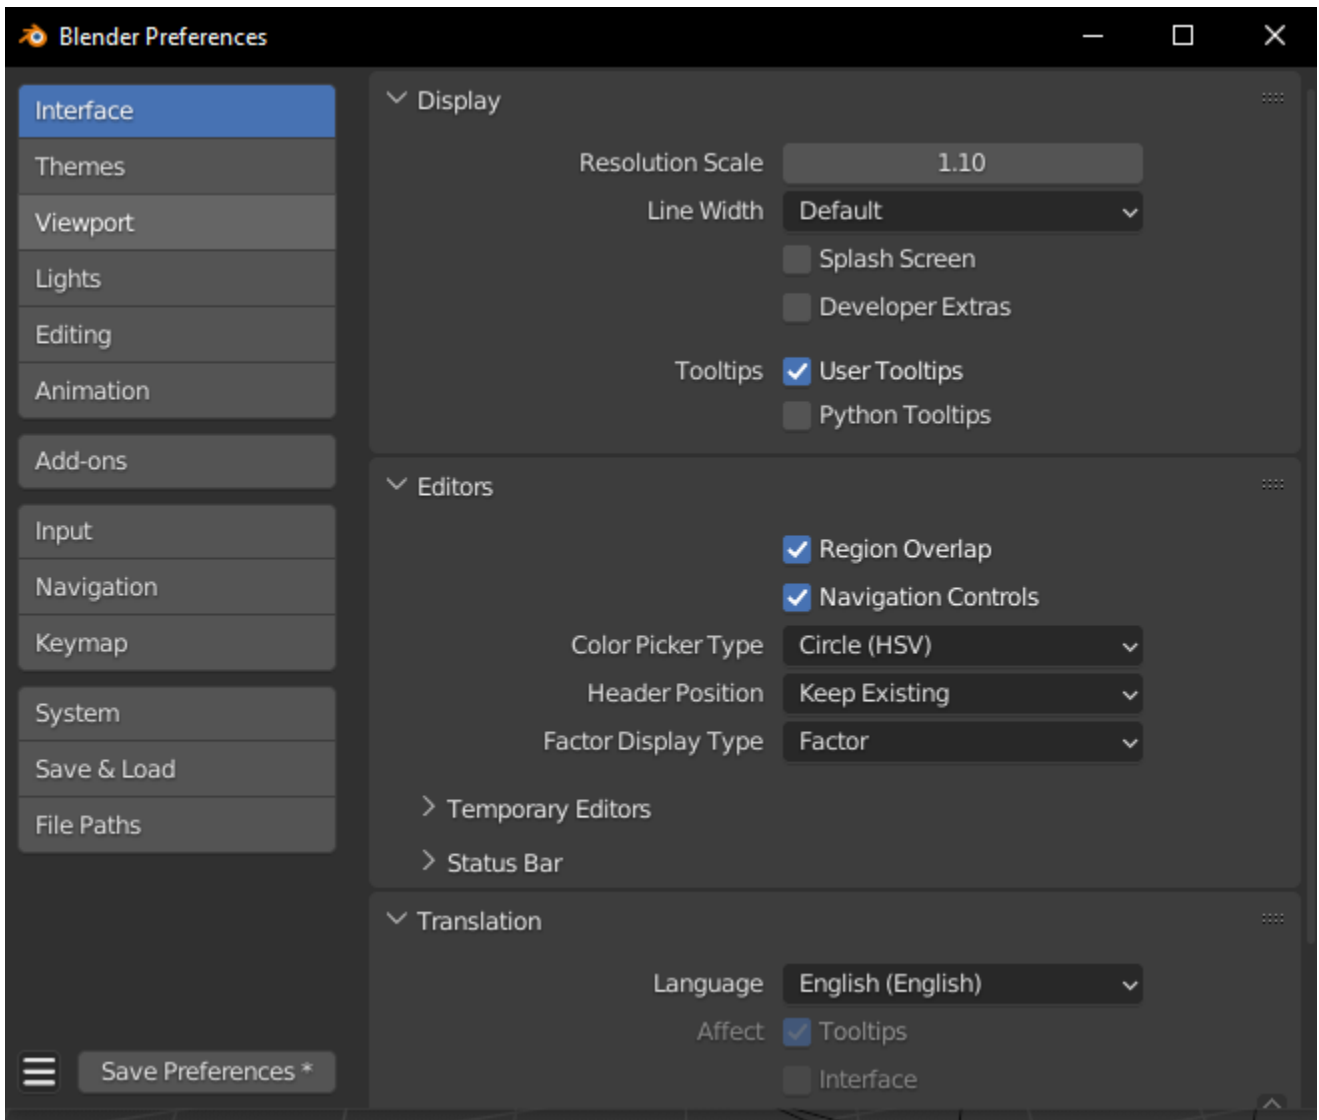 Blender Preferences
Interface
Themes
Viewport
Lights
Editing
Animation
Add-ons
Input
Navigation
Keymap
System
Save & Load
File Paths
Save Preferences *
Display
Resolution Scale 1.10
Line Width Default
Splash Screen
Developer Extras
Tooltips User Tooltips
Python Tooltips
Editors
Region Overlap
Navigation Controls
Color Picker Type Circle (HSV)
Header Position Keep Existing
Factor Display Type Factor
Temporary Editors
Status Bar
Translation
Language English (English)
Affect Tooltips
Interface